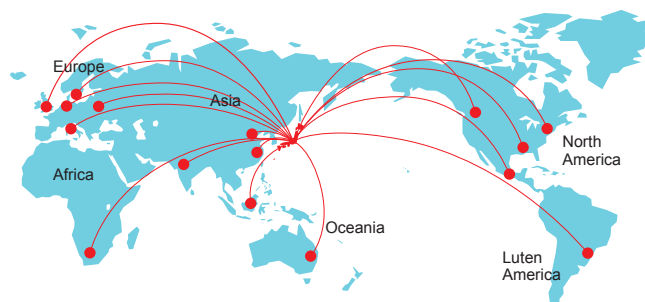 Europe
Asia
Africa
North
America
Oceania
Luten
America